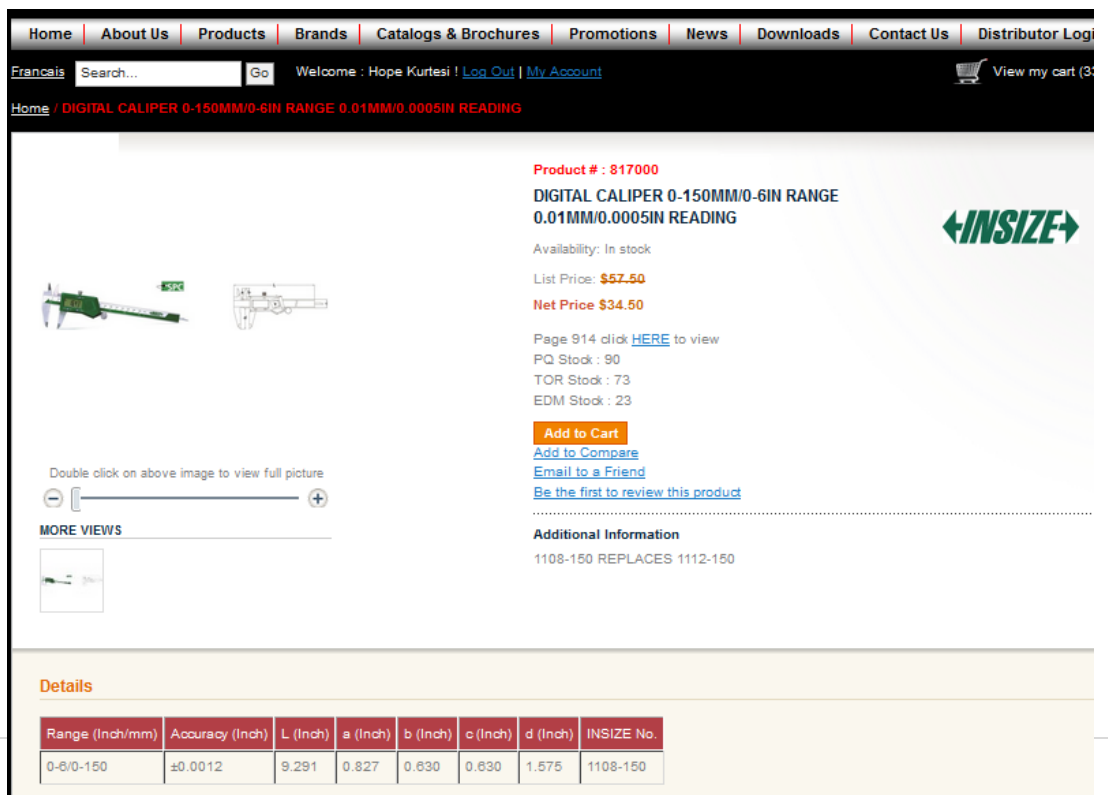 Home About Us Products Brands Catalogs & Brochures Promotions News Downloads Contact Us Distributor Logi
Francais Search... Go Welcome : Hope Kurtesi ! Log Out | My Account View my cart (33
Home / DIGITAL CALIPER 0-150MM/0-6IN RANGE 0.01MM/0.0005IN READING
Product # : 817000
DIGITAL CALIPER 0-150MM/0-6IN RANGE
0.01MM/0.0005IN READING
INSIZE
Availability: In stock
List Price: $57.50
Net Price $34.50
SPC
Page 914 click HERE to view
PQ Stock : 90
TOR Stock : 73
EDM Stock : 23
Add to Cart
Add to Compare
Email to a Friend
Be the first to review this product
Double click on above image to view full picture
MORE VIEWS
Additional Information
1108-150 REPLACES 1112-150
Details
Range (Inch/mm) Accuracy (Inch) L (Inch) a (Inch) b (Inch) c (Inch) d (Inch) INSIZE No.
0-6/0-150 ±0.0012 9.291 0.827 0.630 0.630 1.575 1108-150